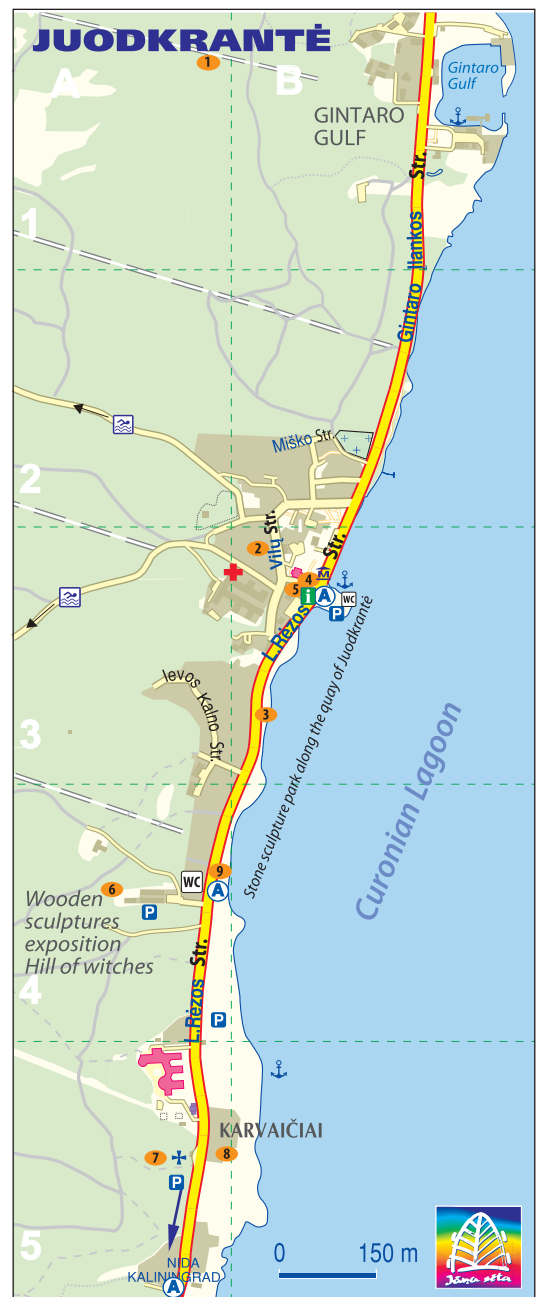 JUODKRANTĖ
1
A
B
Gintaro
Gulf
GINTARO
GULF
Gintaro Ilankos Str.
1
Miško Str.
2
Vilų Str.
2
4
5
i
A
WC
P
L.Rėzos Str.
Stone sculpture park along the quay of Juodkrantė
Ievos Kalno Str.
3
3
Curonian Lagoon
9
WC
A
6
P
Wooden
sculptures
exposition
Hill of witches
4
L.Rėzos Str.
P
KARVAIČIAI
7
8
P
5
NIDA
KALININGRAD
A
0 150 m
Jāņa sēta